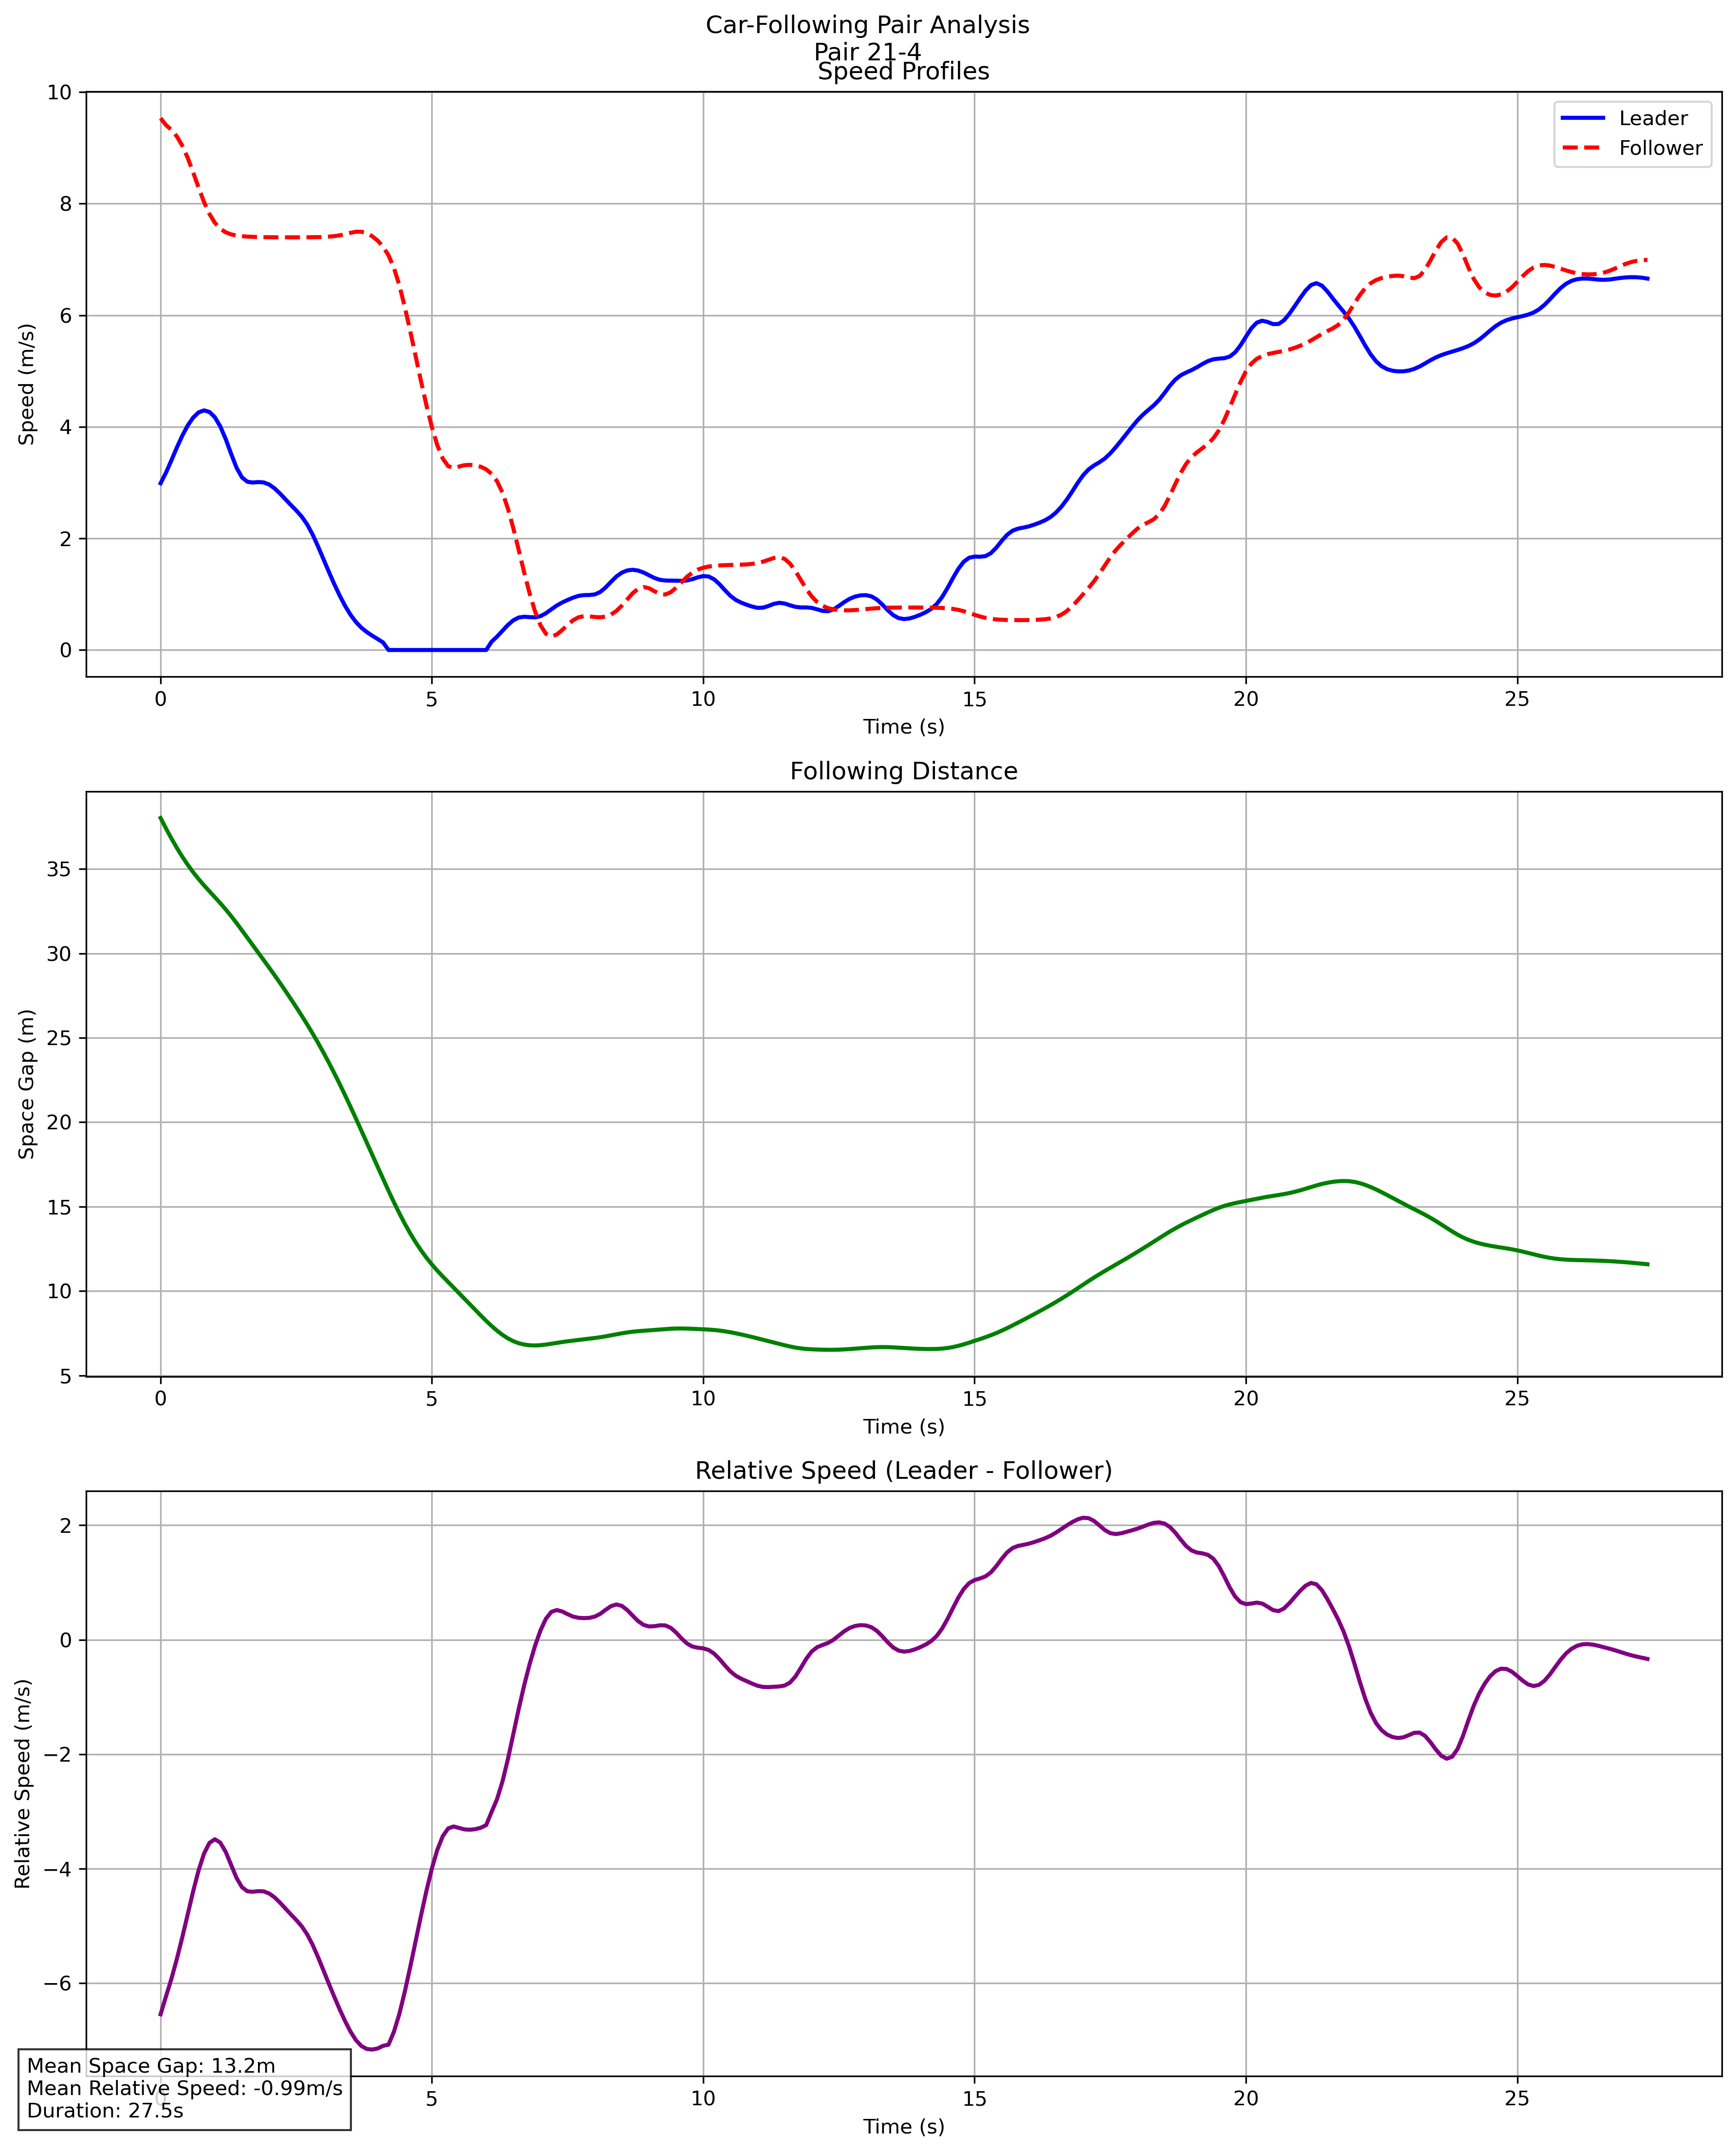 Car-Following Pair Analysis
Pair 21-4
Speed Profiles
10
8
6
4
2
0
Speed (m/s)
Leader
Follower
0 5 10 15 20 25
Time (s)
Following Distance
35
30
25
20
15
10
5
Space Gap (m)
0 5 10 15 20 25
Time (s)
Relative Speed (Leader - Follower)
2
0
−2
−4
−6
Relative Speed (m/s)
Mean Space Gap: 13.2m
Mean Relative Speed: -0.99m/s
Duration: 27.5s
0 5 10 15 20 25
Time (s)